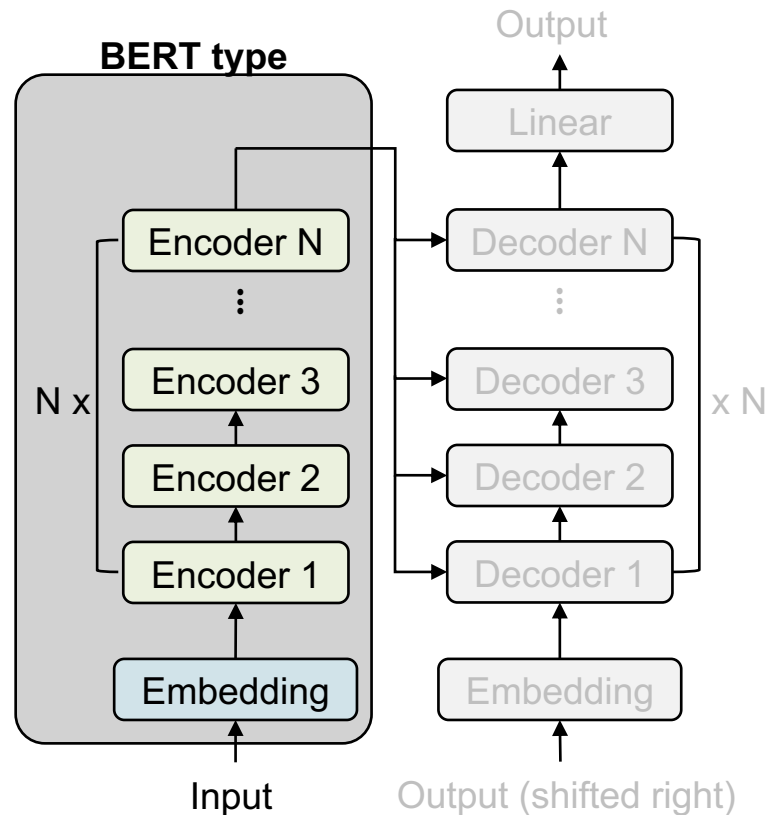 Output
BERT type
Linear
Encoder N
Decoder N
Encoder 3
Decoder 3
N x
x N
Encoder 2
Decoder 2
Encoder 1
Decoder 1
Embedding
Embedding
Input
Output (shifted right)